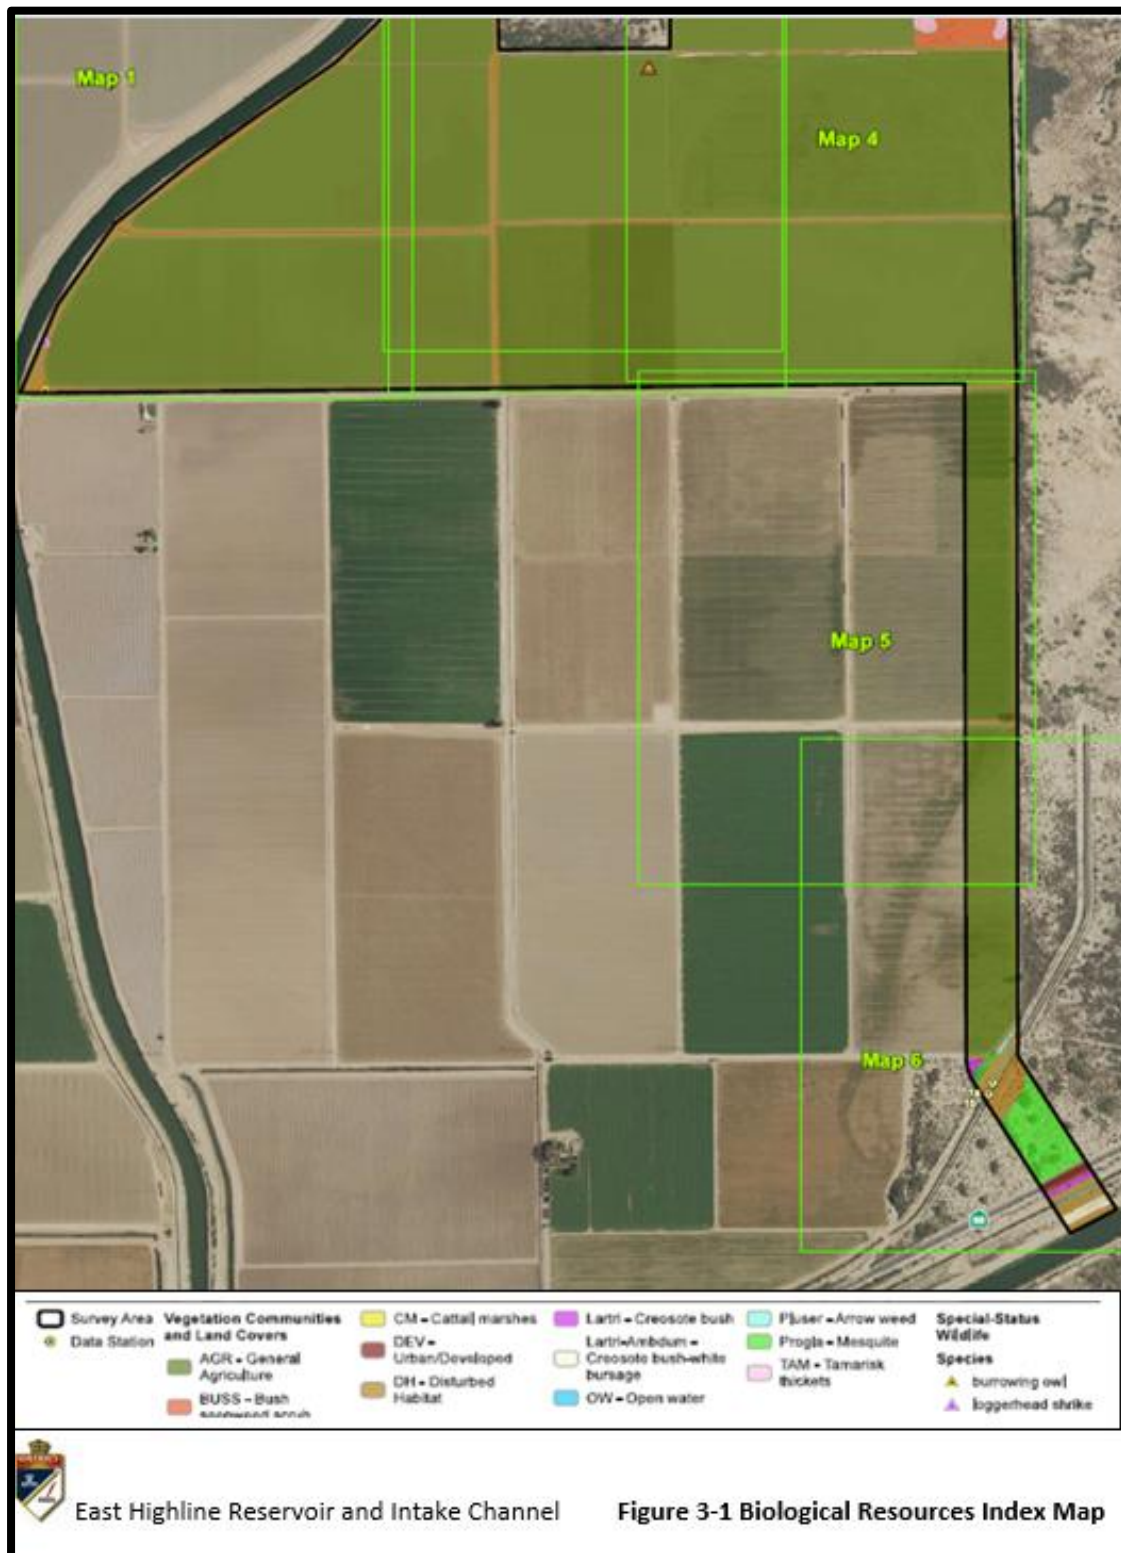 Map 1
Map 4
Map 5
Map 6
Survey Area
Data Station
Vegetation Communities
and Land Covers
AGR - General
Agriculture
BUSS - Bush
CM - Cattail marshes
DEV -
Urban/Developed
DH - Disturbed
Habitat
Lartri - Creosote bush
Lartri-Ambdum -
Creosote bush-white
bursage
OW - Open water
Pluser - Arrow weed
Progla - Mesquite
TAM - Tamarisk
thickets
Special-Status
Wildlife
Species
burrowing owl
loggerhead shrike
East Highline Reservoir and Intake Channel
Figure 3-1 Biological Resources Index Map